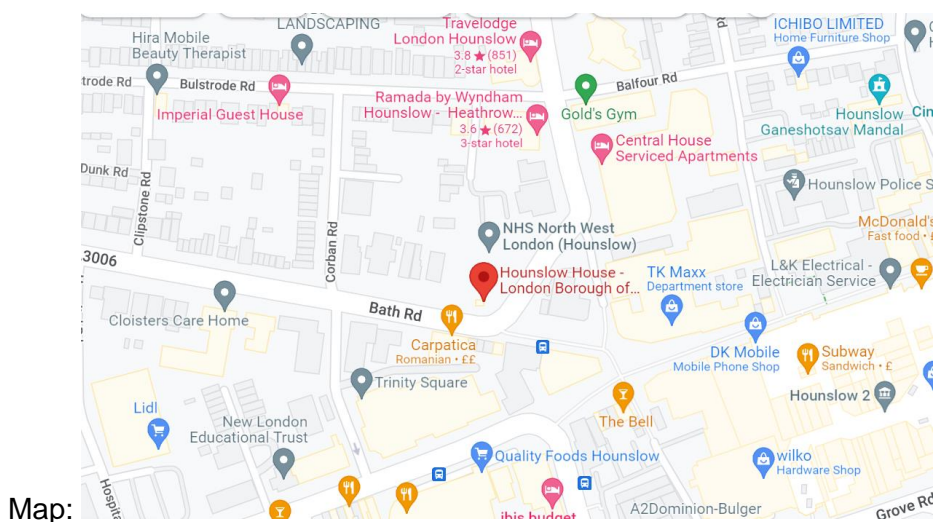 LANDSCAPING
Hira Mobile
Beauty Therapist
Travelodge
London Hounslow
3.8 ★ (851)
2-star hotel
ICHIBO LIMITED
Home Furniture Shop
trode Rd
Bulstrode Rd
Imperial Guest House
Balfour Rd
Gold's Gym
Ramada by Wyndham
Hounslow - Heathrow...
3.6 ★ (672)
3-star hotel
Hounslow
Ganeshotsav Mandal
Cin
Central House
Serviced Apartments
Dunk Rd
Clipstone Rd
Corban Rd
Hounslow Police S
NHS North West
London (Hounslow)
McDonald's
Fast food • £
3006
Hounslow House -
London Borough of...
TK Maxx
Department store
L&K Electrical -
Electrician Service
Cloisters Care Home
Bath Rd
Carpatica
Romanian • ££
DK Mobile
Mobile Phone Shop
Subway
Sandwich • £
Trinity Square
Hounslow 2
Lidl
New London
Educational Trust
The Bell
Quality Foods Hounslow
wilko
Hardware Shop
Hospita
ibis budget
A2Dominion-Bulger
Grove Rd
Map: